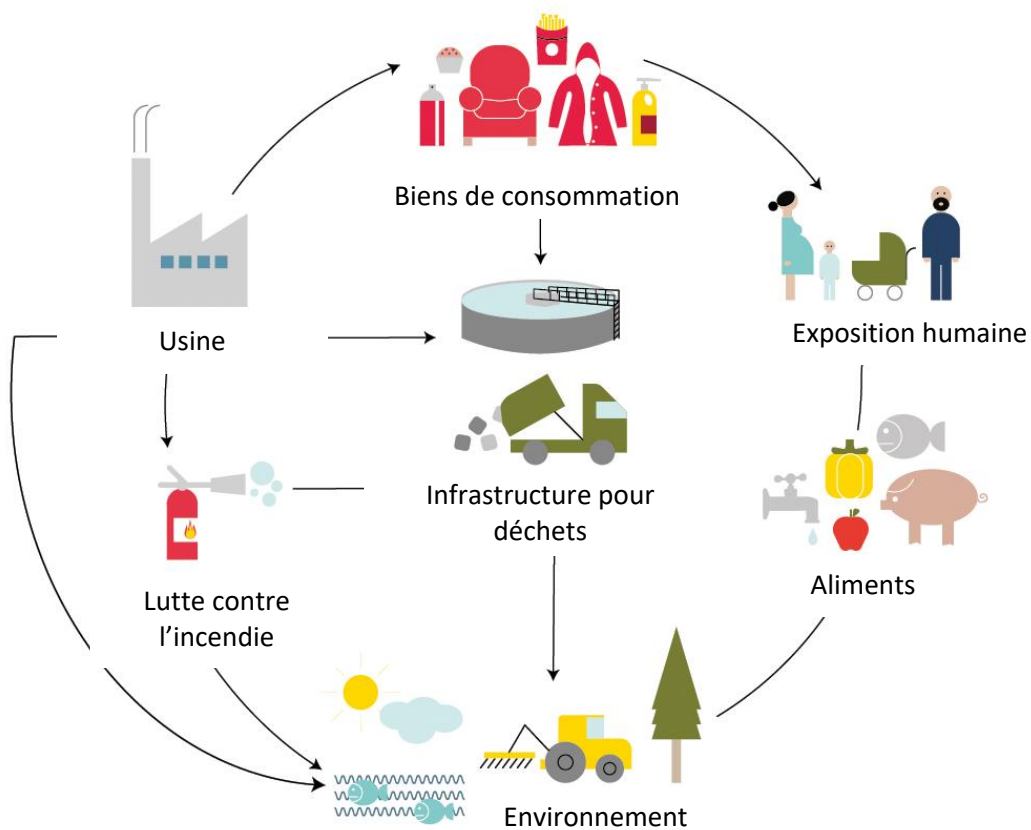 Biens de consommation
Usine
Exposition humaine
Infrastructure pour
déchets
Lutte contre
l’incendie
Aliments
Environnement